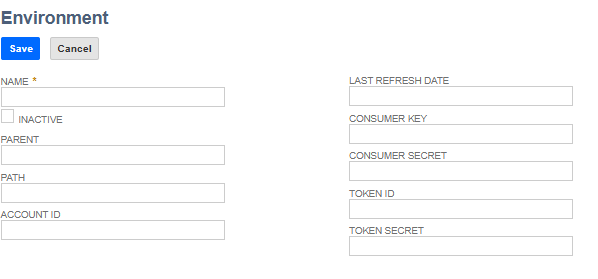 Environment
Save Cancel
NAME *
INACTIVE
PARENT
PATH
ACCOUNT ID
LAST REFRESH DATE
CONSUMER KEY
CONSUMER SECRET
TOKEN ID
TOKEN SECRET